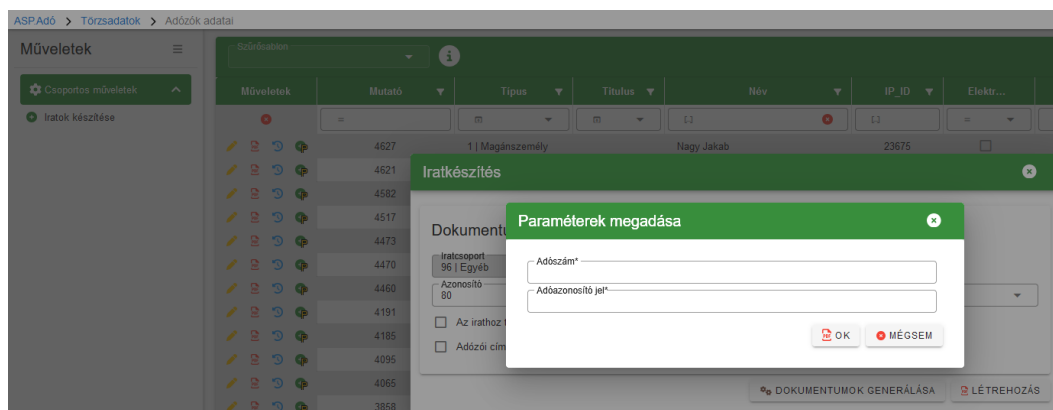 ASP.Adó > Törzsadatok > Adózók adatai
Műveletek
Csoportos műveletek
Iratok készítése
Szűrősablon
Műveletek Mutató Típus Titulus Név IP_ID Elektr...
4627 1 | Magánszemély Nagy Jakab 23675
4621
4582
4517
4473
4470
4460
4191
4185
4095
4065
3858
Iratkészítés
Iratcsoport
96 | Egyéb
Azonosító
80
Az irathoz
Adózói cím
DOKUMENTUMOK GENERÁLÁSA LÉTREHOZÁS
Paraméterek megadása
Adószám*
Adóazonosító jel*
OK MÉGSEM